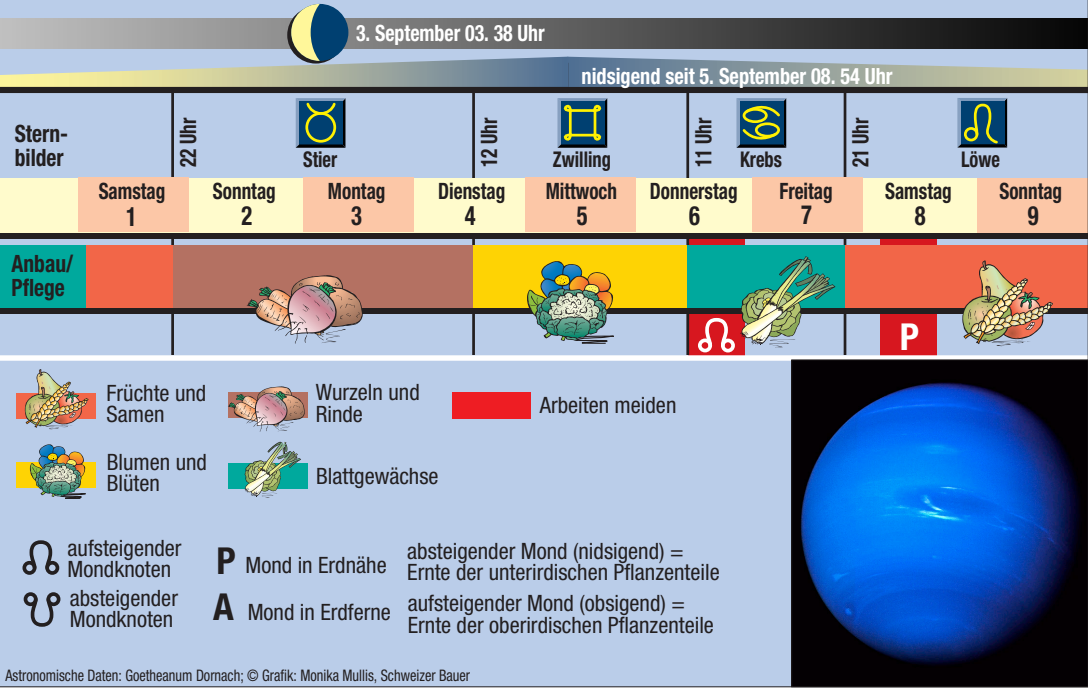 3. September 03. 38 Uhr
nidsigend seit 5. September 08. 54 Uhr
Stern-
bilder
22 Uhr
Stier
12 Uhr
Zwilling
11 Uhr
Krebs
21 Uhr
Löwe
Samstag Sonntag Montag Dienstag Mittwoch Donnerstag Freitag Samstag Sonntag
1 2 3 4 5 6 7 8 9
Anbau/
Pflege
P
Früchte und
Samen
Wurzeln und
Rinde
Arbeiten meiden
Blumen und
Blüten
Blattgewächse
aufsteigender
Mondknoten
P Mond in Erdnähe
absteigender Mond (nidsigend) =
Ernte der unterirdischen Pflanzenteile
absteigender
Mondknoten
A Mond in Erdferne
aufsteigender Mond (obsigend) =
Ernte der oberirdischen Pflanzenteile
Astronomische Daten: Goetheanum Dornach; © Grafik: Monika Mullis, Schweizer Bauer